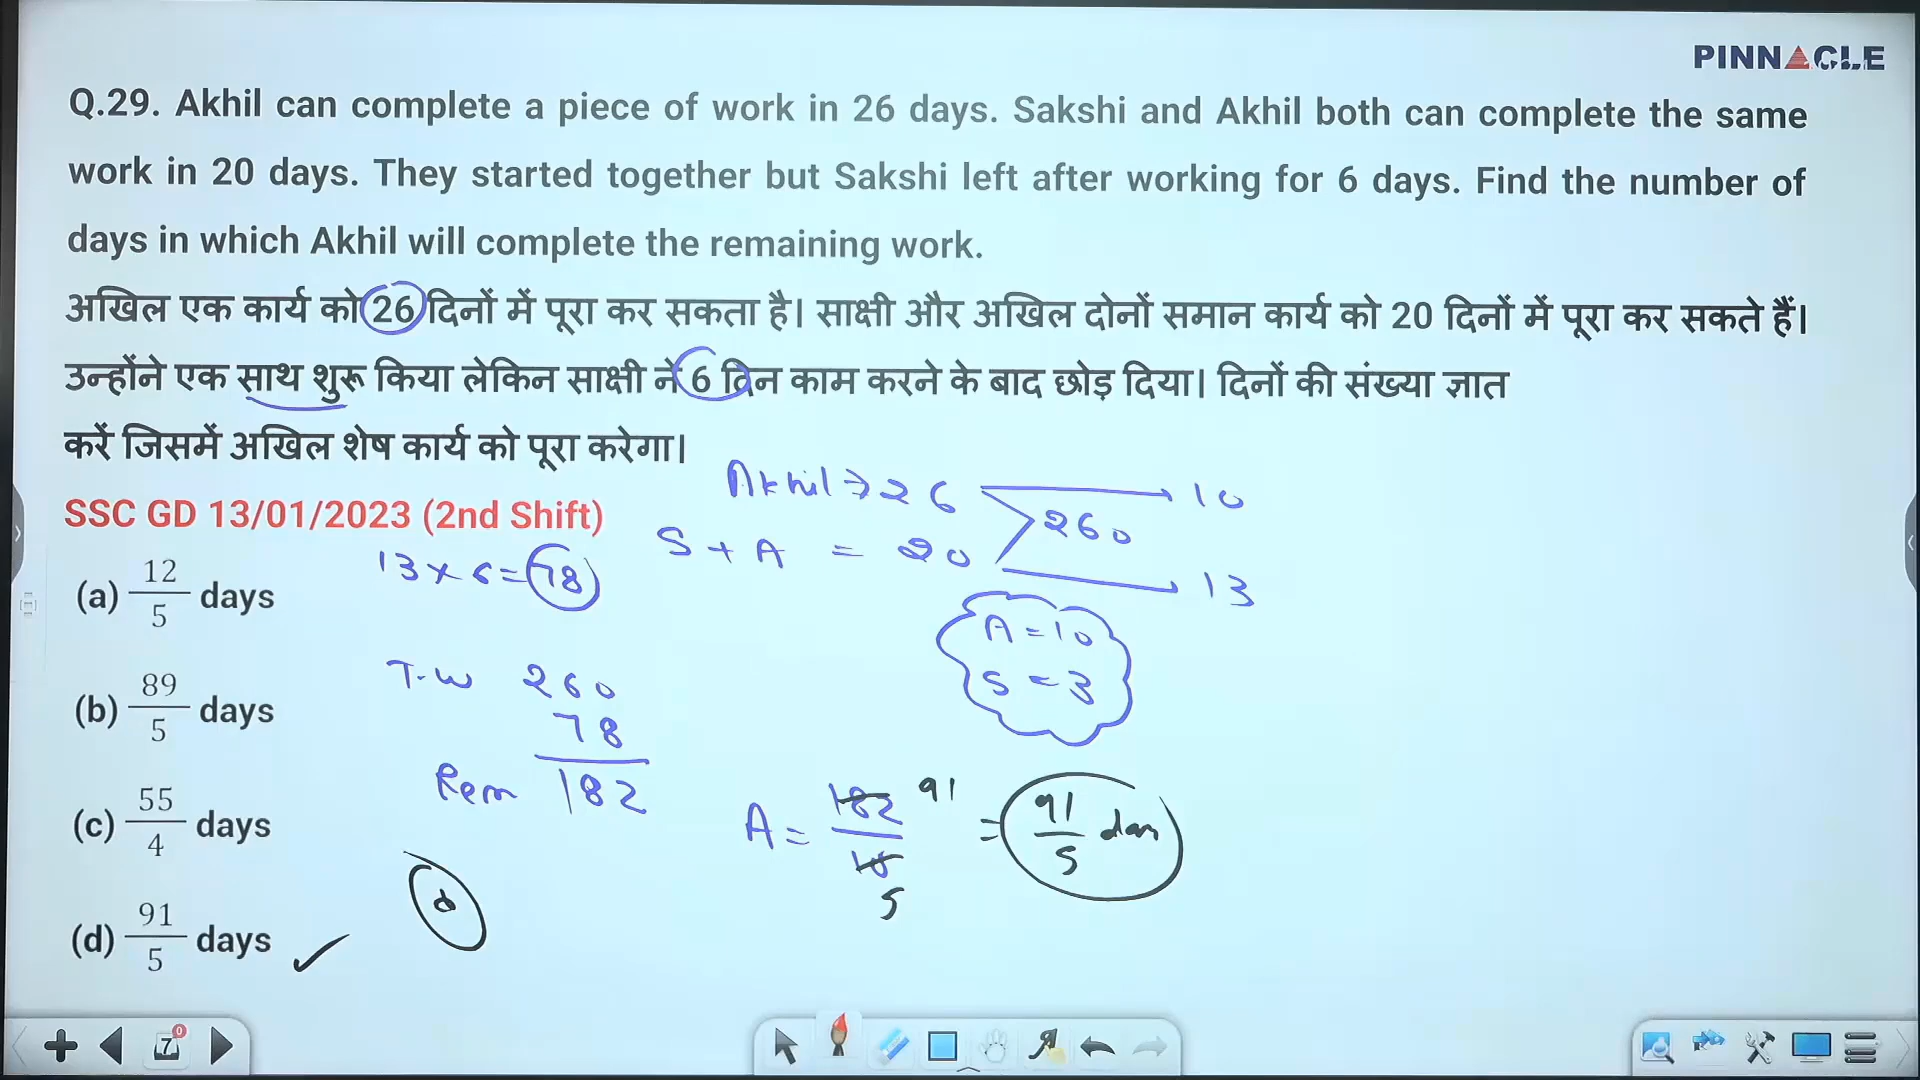 PINNACLE
Q.29. Akhil can complete a piece of work in 26 days. Sakshi and Akhil both can complete the same
work in 20 days. They started together but Sakshi left after working for 6 days. Find the number of
days in which Akhil will complete the remaining work.
अखिल एक कार्य को 26 दिनों में पूरा कर सकता है। साक्षी और अखिल दोनों समान कार्य को 20 दिनों में पूरा कर सकते हैं।
उन्होंने एक साथ शुरू किया लेकिन साक्षी ने 6 दिन काम करने के बाद छोड़ दिया। दिनों की संख्या ज्ञात
करें जिसमें अखिल शेष कार्य को पूरा करेगा।
SSC GD 13/01/2023 (2nd Shift)
(a) 12/5 days
(b) 89/5 days
(c) 55/4 days
(d) 91/5 days
Akhil → 26 260 10
S + A = 20 13
13 × 6 = 78
A = 10
S = 3
T.W 260
78
Rem 182
A = 182/10 91/5 = 91/5
d
7
0